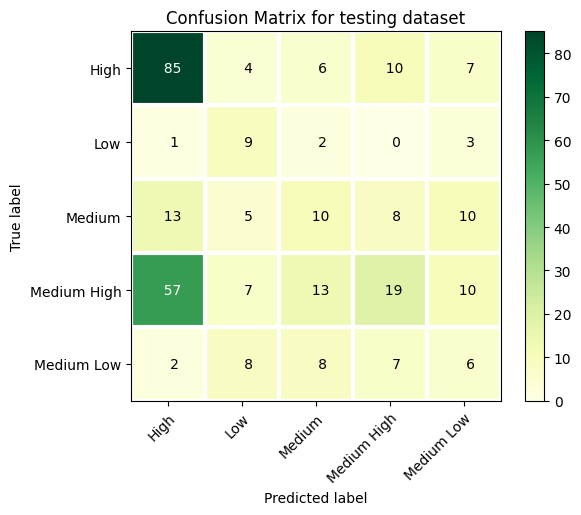 Confusion Matrix for testing dataset
True label
High 85 4 6 10 7
Low 1 9 2 0 3
Medium 13 5 10 8 10
Medium High 57 7 13 19 10
Medium Low 2 8 8 7 6
High Low Medium Medium High Medium Low
Predicted label
80
70
60
50
40
30
20
10
0